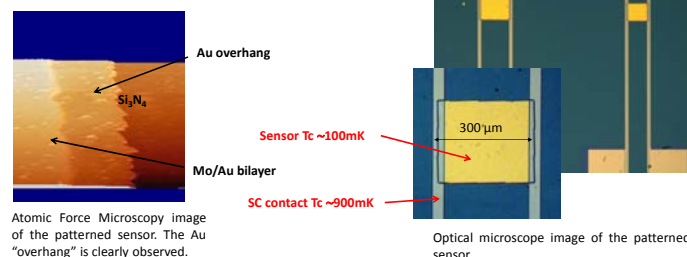 Au overhang
Si3N4
Mo/Au bilayer
Sensor Tc ~100mK
300 µm
SC contact Tc ~900mK
Atomic Force Microscopy image
of the patterned sensor. The Au
“overhang” is clearly observed.
Optical microscope image of the patterned
sensor